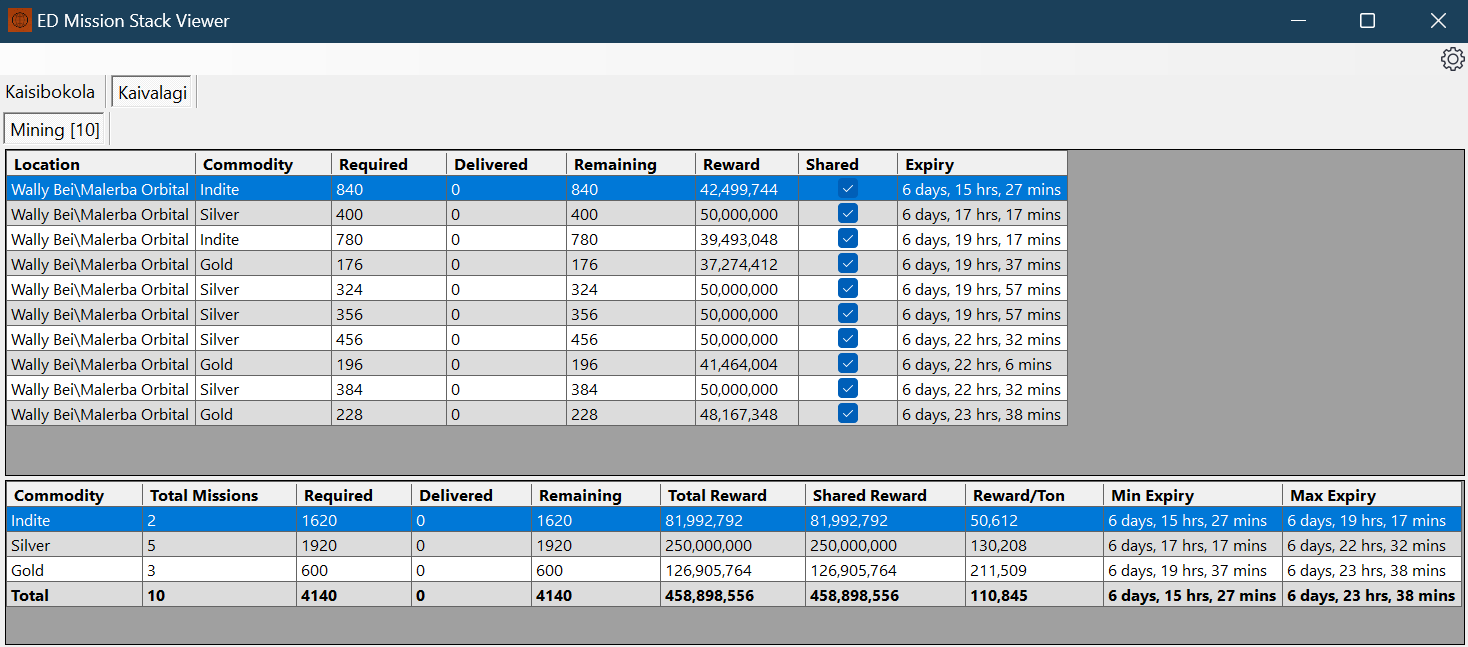 ED Mission Stack Viewer
Kaisibokola Kaivalagi
Mining [10]
Location Commodity Required Delivered Remaining Reward Shared Expiry
Wally Bei\Malerba Orbital Indite 840 0 840 42,499,744 6 days, 15 hrs, 27 mins
Wally Bei\Malerba Orbital Silver 400 0 400 50,000,000 6 days, 17 hrs, 17 mins
Wally Bei\Malerba Orbital Indite 780 0 780 39,493,048 6 days, 19 hrs, 17 mins
Wally Bei\Malerba Orbital Gold 176 0 176 37,274,412 6 days, 19 hrs, 37 mins
Wally Bei\Malerba Orbital Silver 324 0 324 50,000,000 6 days, 19 hrs, 57 mins
Wally Bei\Malerba Orbital Silver 356 0 356 50,000,000 6 days, 19 hrs, 57 mins
Wally Bei\Malerba Orbital Silver 456 0 456 50,000,000 6 days, 22 hrs, 32 mins
Wally Bei\Malerba Orbital Gold 196 0 196 41,464,004 6 days, 22 hrs, 6 mins
Wally Bei\Malerba Orbital Silver 384 0 384 50,000,000 6 days, 22 hrs, 32 mins
Wally Bei\Malerba Orbital Gold 228 0 228 48,167,348 6 days, 23 hrs, 38 mins
Commodity Total Missions Required Delivered Remaining Total Reward Shared Reward Reward/Ton Min Expiry Max Expiry
Indite 2 1620 0 1620 81,992,792 81,992,792 50,612 6 days, 15 hrs, 27 mins 6 days, 19 hrs, 17 mins
Silver 5 1920 0 1920 250,000,000 250,000,000 130,208 6 days, 17 hrs, 17 mins 6 days, 22 hrs, 32 mins
Gold 3 600 0 600 126,905,764 126,905,764 211,509 6 days, 19 hrs, 37 mins 6 days, 23 hrs, 38 mins
Total 10 4140 0 4140 458,898,556 458,898,556 110,845 6 days, 15 hrs, 27 mins 6 days, 23 hrs, 38 mins